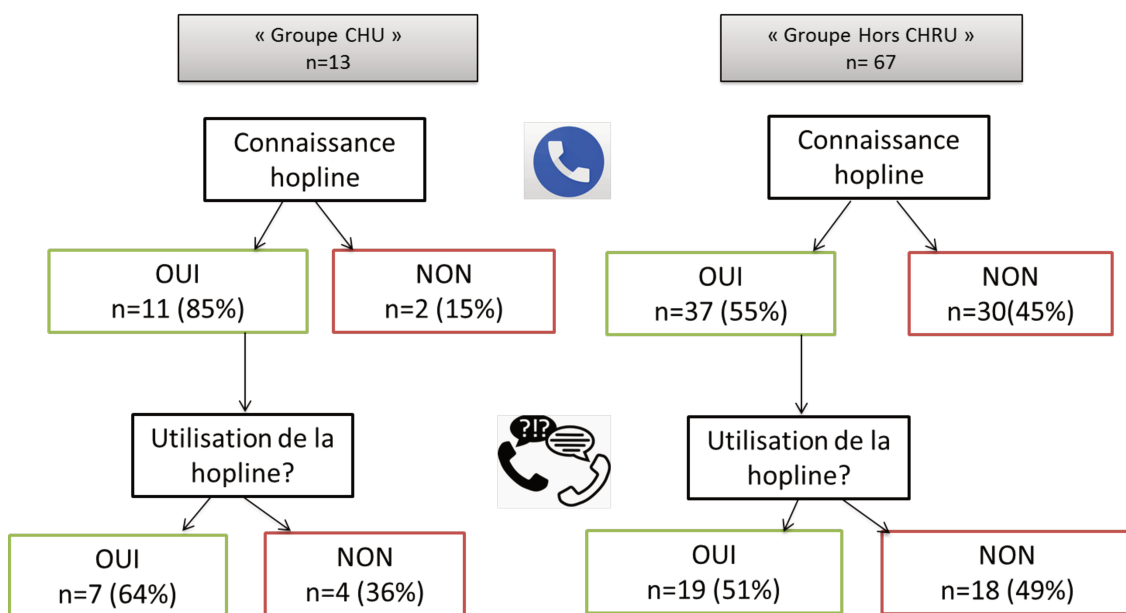 « Groupe CHU »
n=13
« Groupe Hors CHRU »
n= 67
Connaissance
hopline
Connaissance
hopline
OUI
n=11 (85%)
NON
n=2 (15%)
OUI
n=37 (55%)
NON
n=30(45%)
Utilisation de la
hopline?
?!?
Utilisation de la
hopline?
OUI
n=7 (64%)
NON
n=4 (36%)
OUI
n=19 (51%)
NON
n=18 (49%)